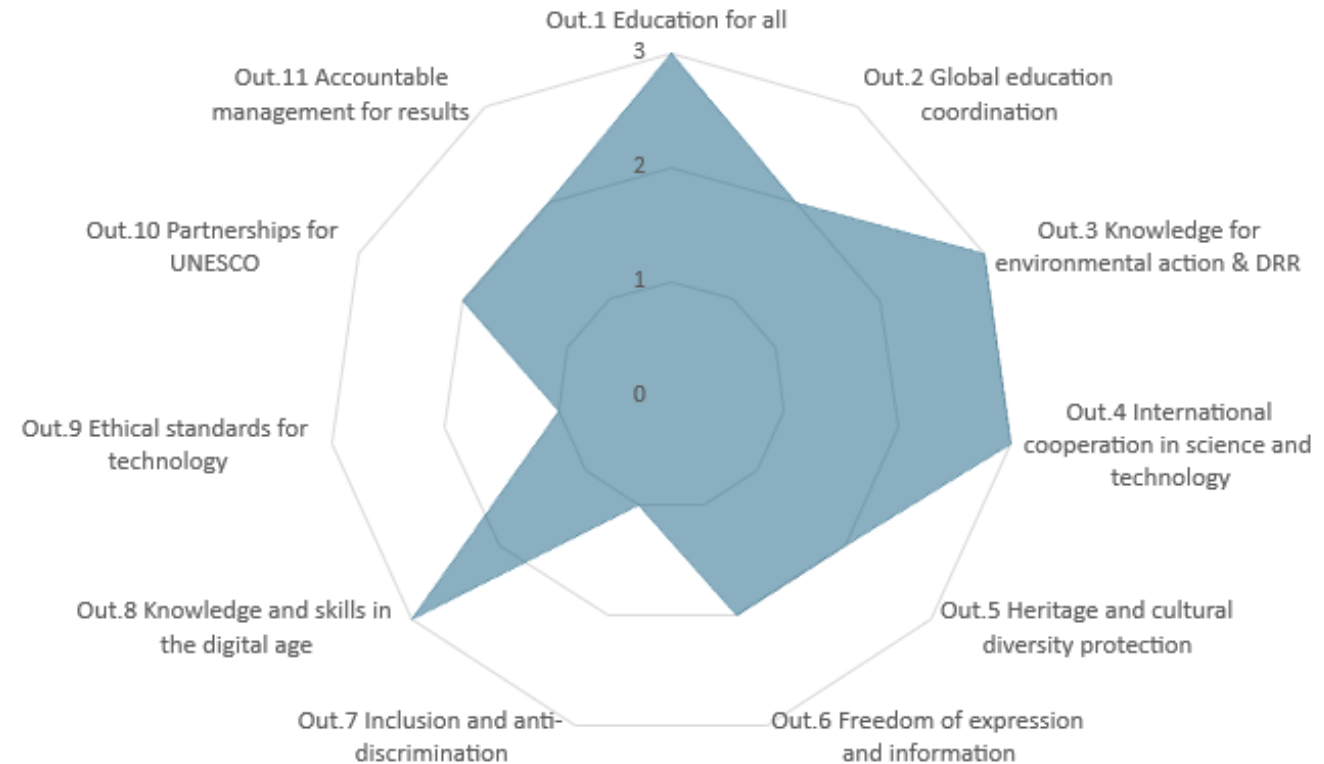 Out.1 Education for all
3
Out.2 Global education
coordination
Out.11 Accountable
management for results
2
Out.10 Partnerships for
UNESCO
Out.3 Knowledge for
environmental action & DRR
1
0
Out.4 International
cooperation in science and
technology
Out.9 Ethical standards for
technology
Out.8 Knowledge and skills in
the digital age
Out.5 Heritage and cultural
diversity protection
Out.7 Inclusion and anti-
discrimination
Out.6 Freedom of expression
and information